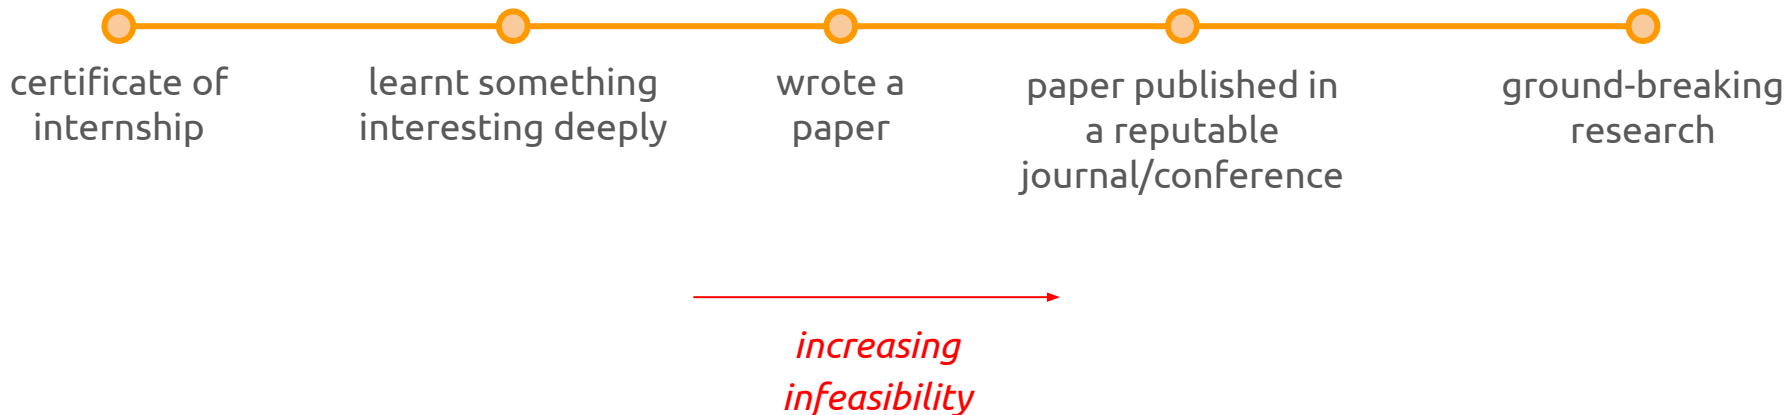 certificate of
internship
learnt something
interesting deeply
wrote a
paper
paper published in
a reputable
journal/conference
ground-breaking
research
increasing
infeasibility